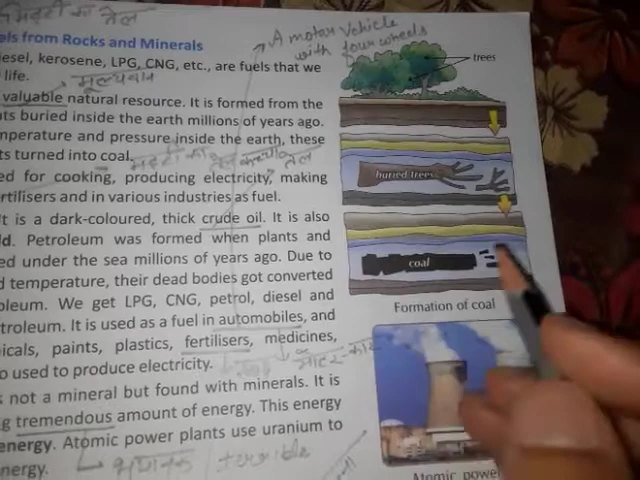 मिट्टी का तेल
els from Rocks and Minerals
A motor Vehicle
with four wheels
esel, kerosene, LPG, CNG, etc., are fuels that we
life.
मूल्यवान
valuable natural resource. It is formed from the
nts buried inside the earth millions of years ago.
mperature and pressure inside the earth, these
ts turned into coal.
ed for cooking, producing electricity, making
rtilisers and in various industries as fuel.
It is a dark-coloured, thick crude oil. It is also
ld. Petroleum was formed when plants and
ed under the sea millions of years ago. Due to
d temperature, their dead bodies got converted
oleum. We get LPG, CNG, petrol, diesel and
troleum. It is used as a fuel in automobiles, and
icals, paints, plastics, fertilisers, medicines,
o used to produce electricity.
s not a mineral but found with minerals. It is
g tremendous amount of energy. This energy
energy. Atomic power plants use uranium to
nergy.
भयानक terrible
trees
buried trees
coal
Formation of coal
Atomic powe